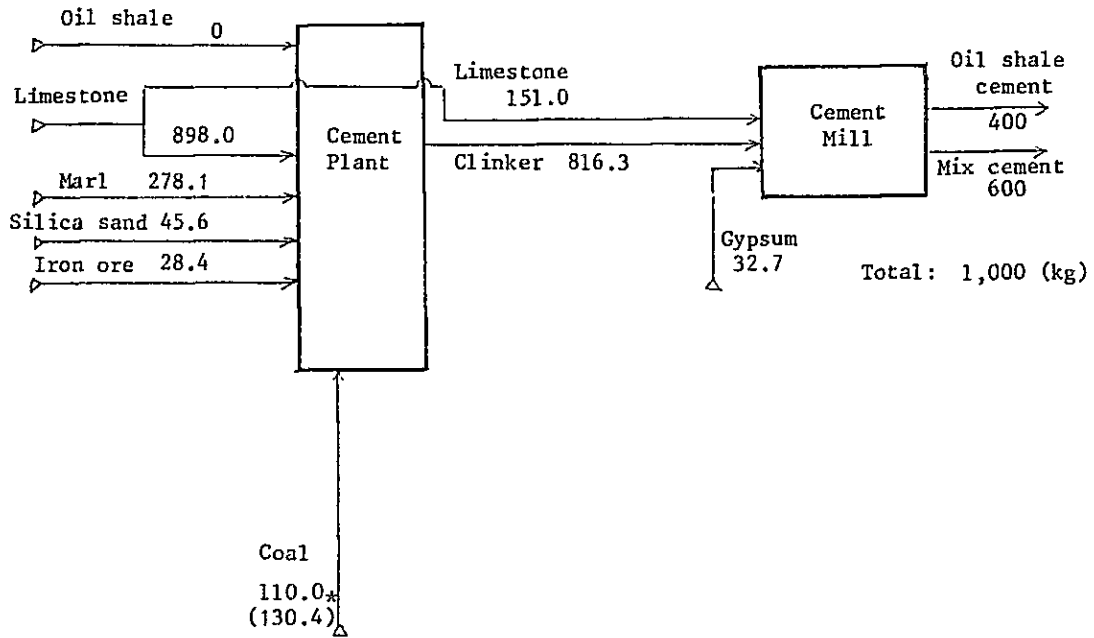 Oil shale
0
Limestone
898.0
Marl 278.1
Silica sand 45.6
Iron ore 28.4
Cement
Plant
Limestone
151.0
Clinker 816.3
Gypsum
32.7
Cement
Mill
Oil shale
cement
400
Mix cement
600
Total: 1,000 (kg)
Coal
110.0*
(130.4)